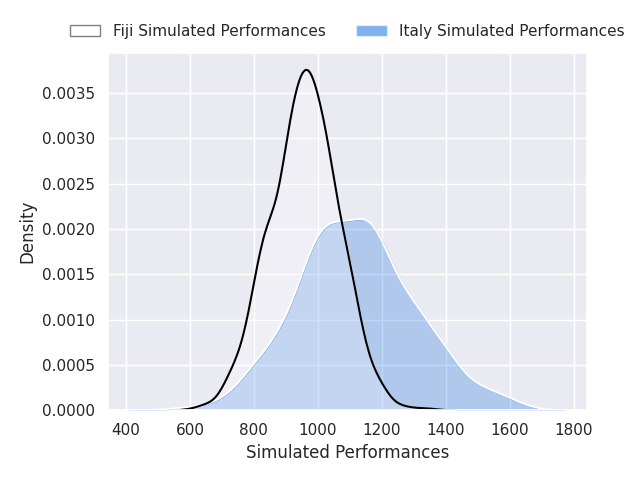 Fiji Simulated Performances Italy Simulated Performances
0.0035
0.0030
0.0025
0.0020
0.0015
0.0010
0.0005
0.0000
Density
400 600 800 1000 1200 1400 1600 1800
Simulated Performances